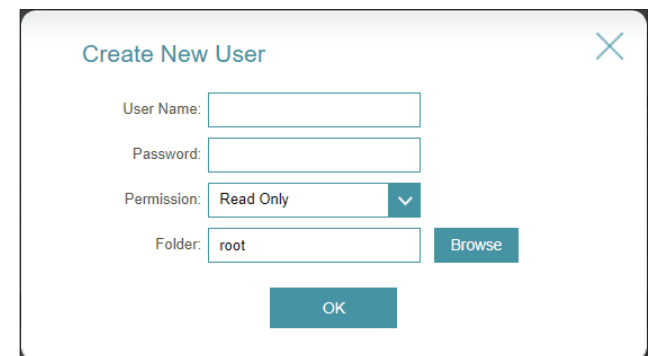 Create New User
User Name:
Password:
Permission: Read Only
Folder: root Browse
OK